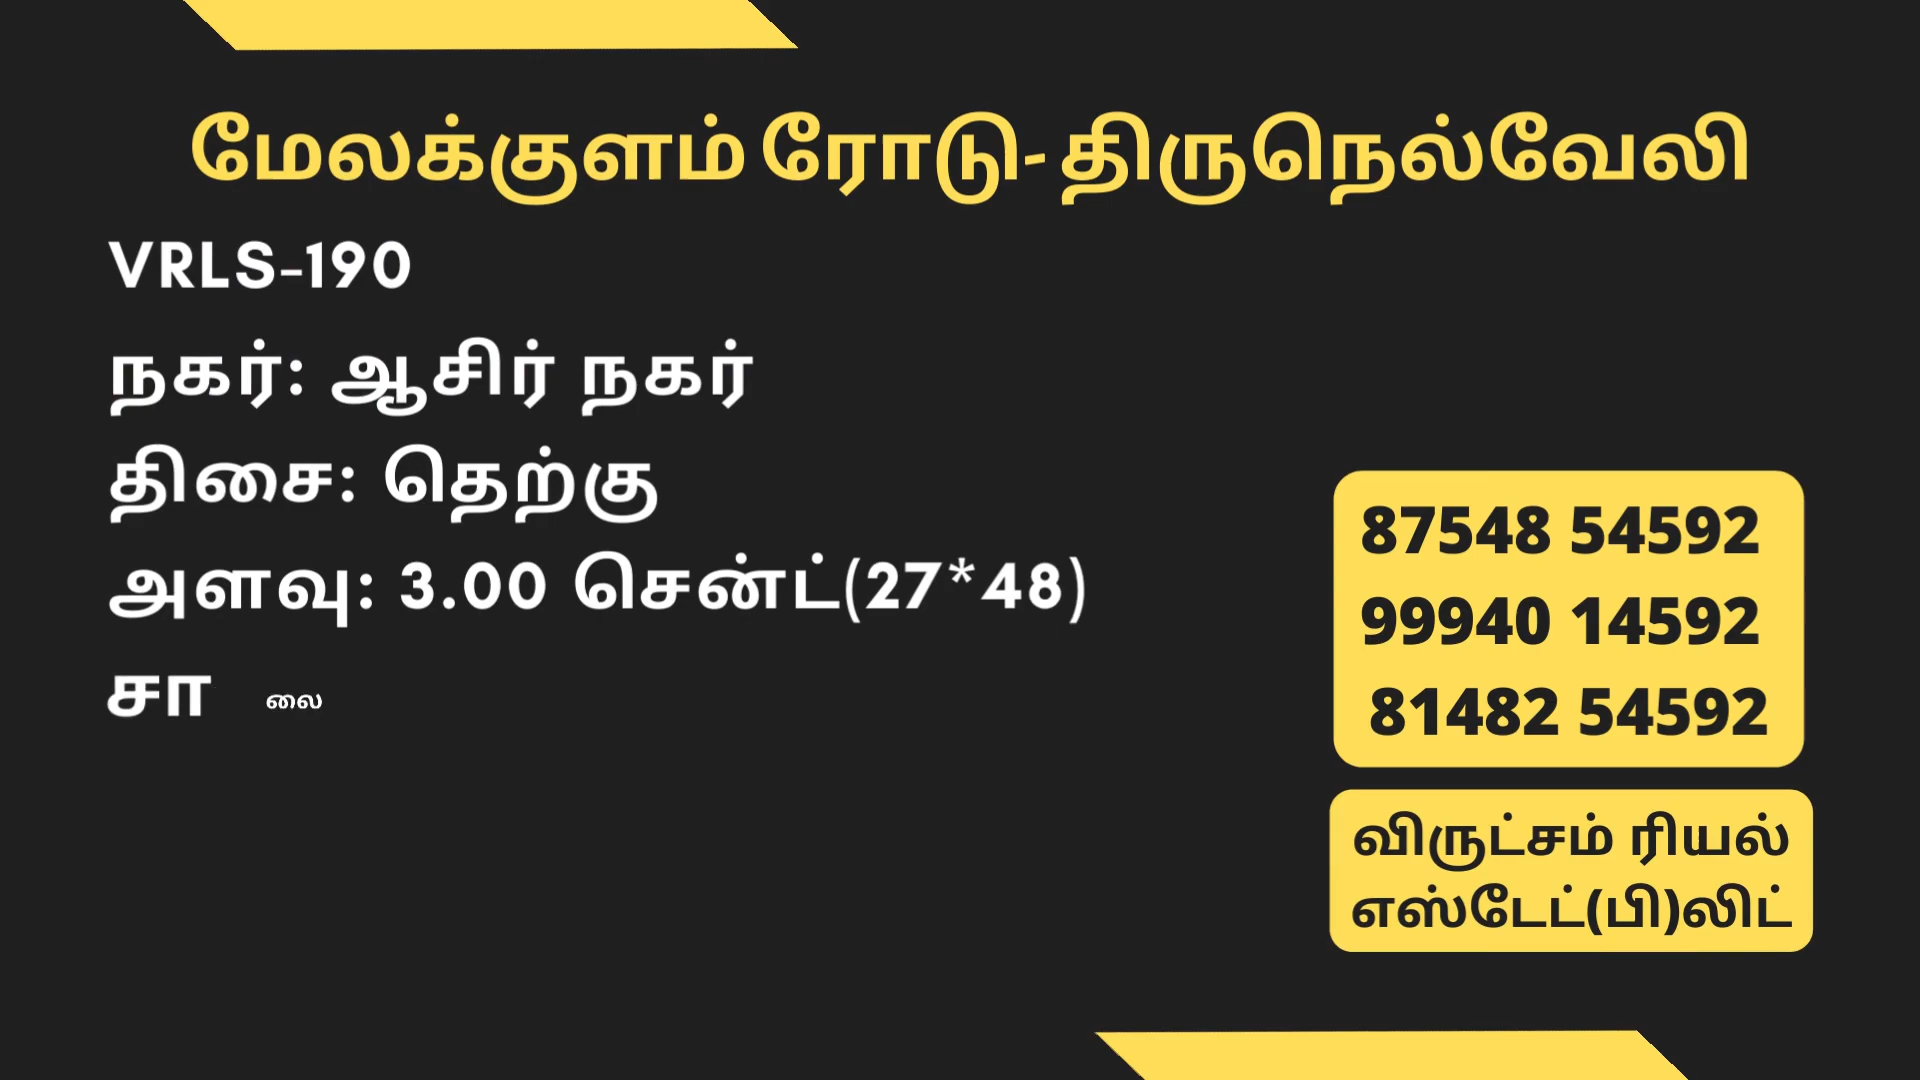 மேலக்குளம் ரோடு- திருநெல்வேலி
VRLS-190
நகர்: ஆசிர் நகர்
திசை: தெற்கு
அளவு: 3.00 சென்ட்(27*48)
சா லை
87548 54592
99940 14592
81482 54592
விருட்சம் ரியல்
எஸ்டேட்(பி)லிட்